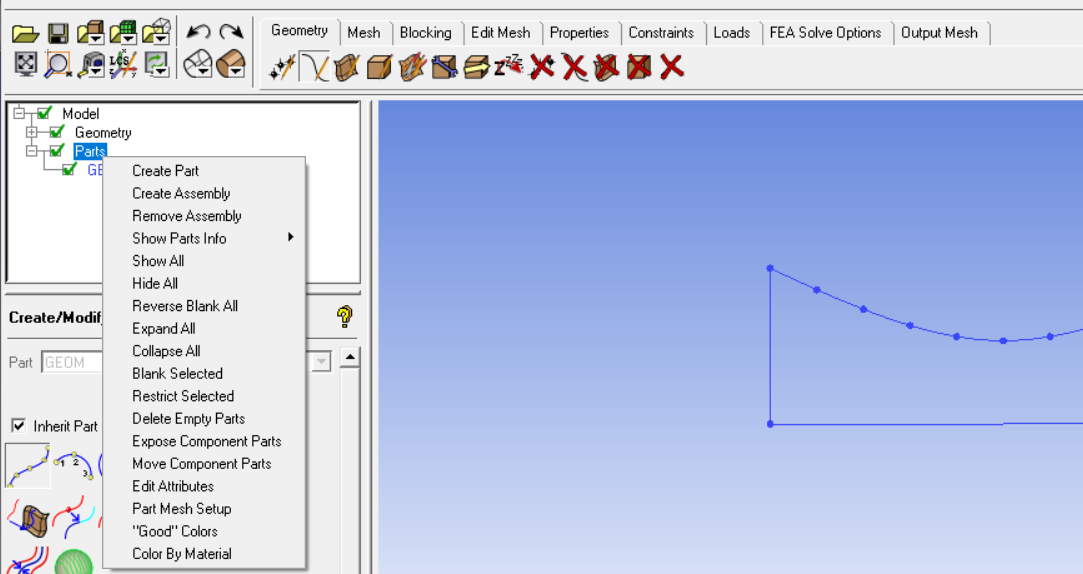 Geometry
Mesh
Blocking
Edit Mesh
Properties
Constraints
Loads
FEA Solve Options
Output Mesh
LCS
Model
Geometry
Parts
GE
Create Part
Create Assembly
Remove Assembly
Show Parts Info
Show All
Hide All
Reverse Blank All
Expand All
Collapse All
Blank Selected
Restrict Selected
Delete Empty Parts
Expose Component Parts
Move Component Parts
Edit Attributes
Part Mesh Setup
"Good" Colors
Color By Material
Create/Modif
Part GEOM
Inherit Part
1 2 3